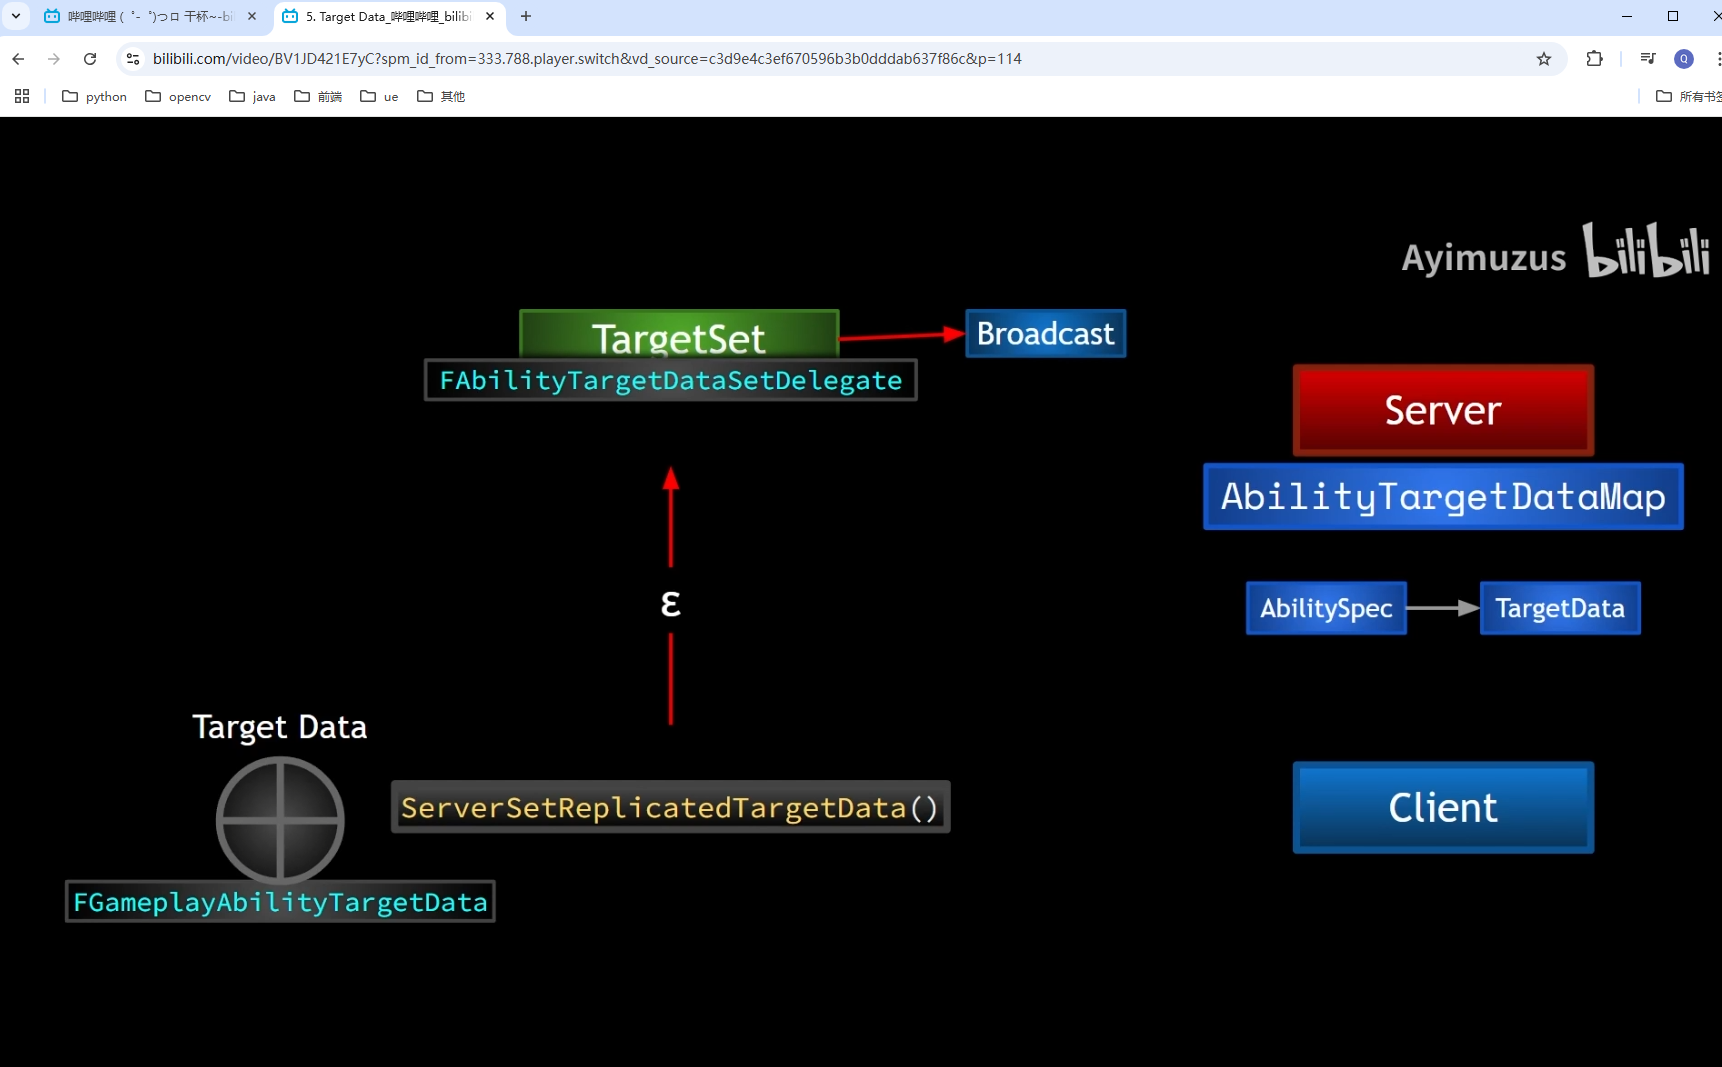 哔哩哔哩 ( ゜- ゜)つロ 干杯~-bi
5. Target Data_哔哩哔哩_bilibi
bilibili.com/video/BV1JD421E7yC?spm_id_from=333.788.player.switch&vd_source=c3d9e4c3ef670596b3b0dddab637f86c&p=114
Q
python
opencv
java
前端
ue
其他
所有书签
Ayimuzus bilibili
TargetSet
Broadcast
FAbilityTargetDataSetDelegate
Server
AbilityTargetDataMap
ε
AbilitySpec
TargetData
Target Data
ServerSetReplicatedTargetData()
Client
FGameplayAbilityTargetData